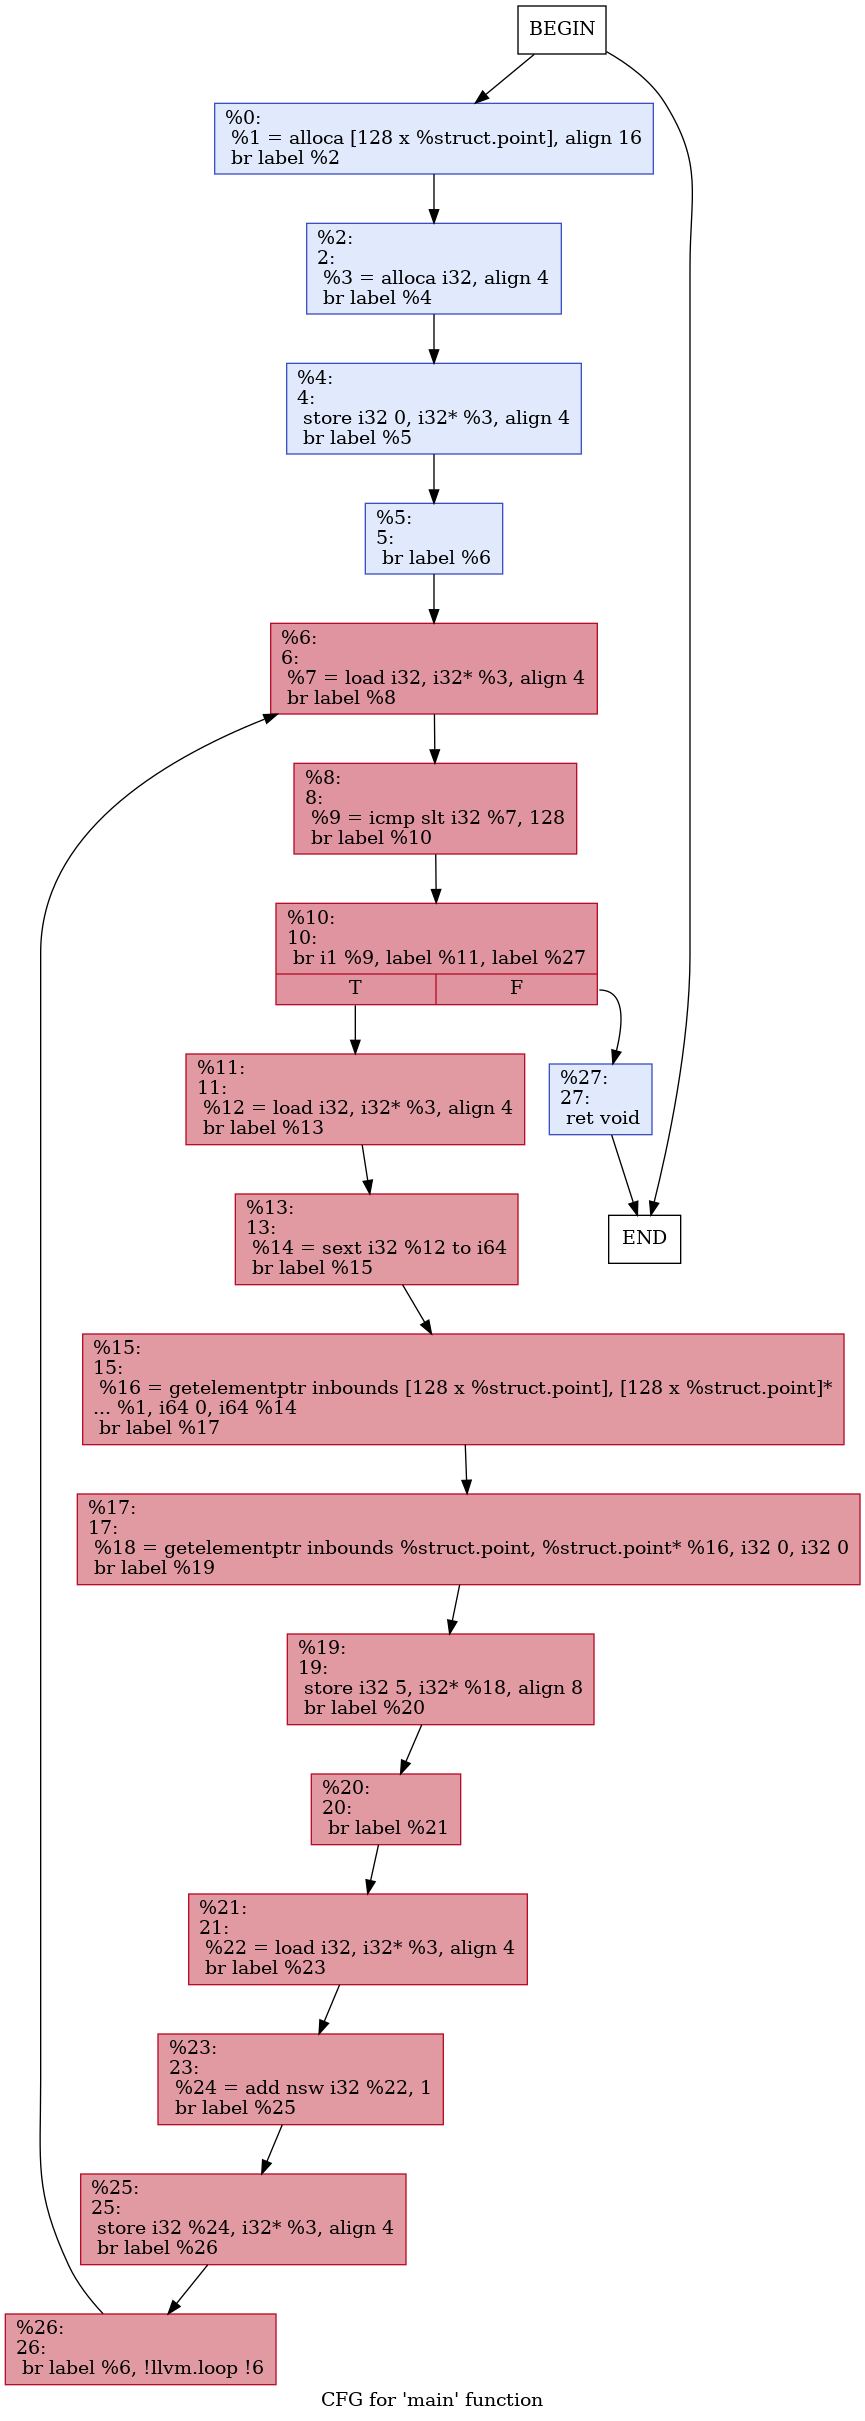 BEGIN
%0:
%1 = alloca [128 x %struct.point], align 16
br label %2
%2:
2:
%3 = alloca i32, align 4
br label %4
%4:
4:
store i32 0, i32* %3, align 4
br label %5
%5:
5:
br label %6
%6:
6:
%7 = load i32, i32* %3, align 4
br label %8
%8:
8:
%9 = icmp slt i32 %7, 128
br label %10
%10:
10:
br i1 %9, label %11, label %27
T F
%11:
11:
%12 = load i32, i32* %3, align 4
br label %13
%27:
27:
ret void
%13:
13:
%14 = sext i32 %12 to i64
br label %15
END
%15:
15:
%16 = getelementptr inbounds [128 x %struct.point], [128 x %struct.point]*
... %1, i64 0, i64 %14
br label %17
%17:
17:
%18 = getelementptr inbounds %struct.point, %struct.point* %16, i32 0, i32 0
br label %19
%19:
19:
store i32 5, i32* %18, align 8
br label %20
%20:
20:
br label %21
%21:
21:
%22 = load i32, i32* %3, align 4
br label %23
%23:
23:
%24 = add nsw i32 %22, 1
br label %25
%25:
25:
store i32 %24, i32* %3, align 4
br label %26
%26:
26:
br label %6, !llvm.loop !6
CFG for 'main' function